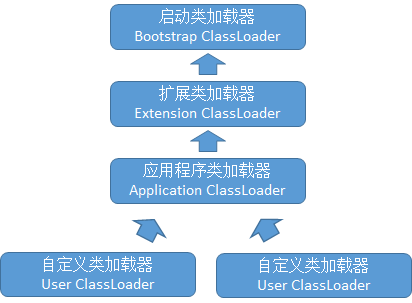 启动类加载器
Bootstrap ClassLoader
扩展类加载器
Extension ClassLoader
应用程序类加载器
Application ClassLoader
自定义类加载器
User ClassLoader
自定义类加载器
User ClassLoader